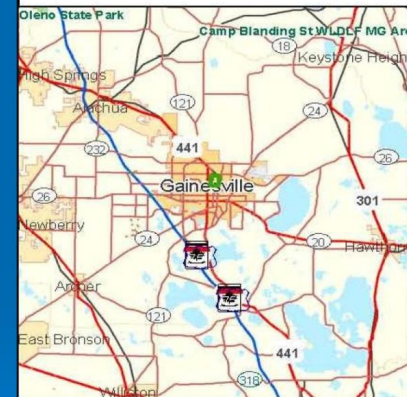 Oleno State Park
Camp Blanding St WLDLF MG Are
18
Keystone Heigh
High Springs
Alachua
121
24
232
441
26
Gainesville
26
301
Newberry
24
20
Hawthor
Archer
121
East Bronson
441
318
Williston